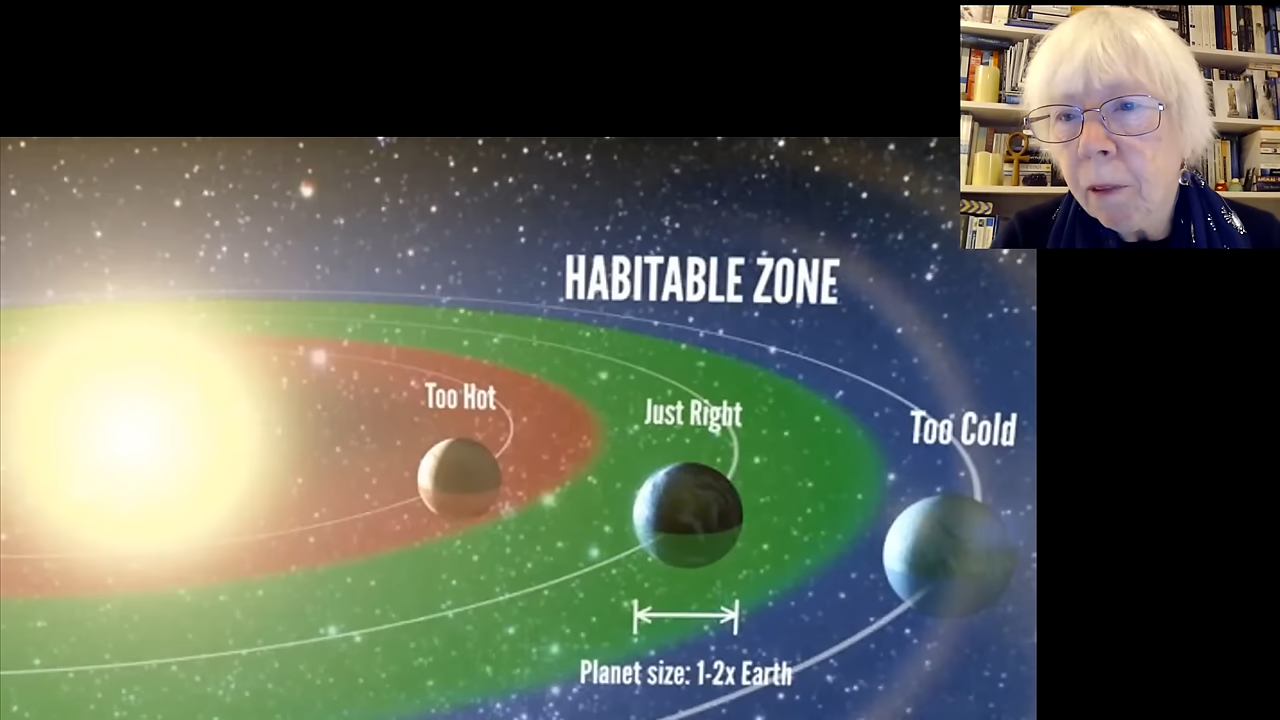 HABITABLE ZONE
Too Hot
Just Right
Too Cold
Planet size: 1-2x Earth